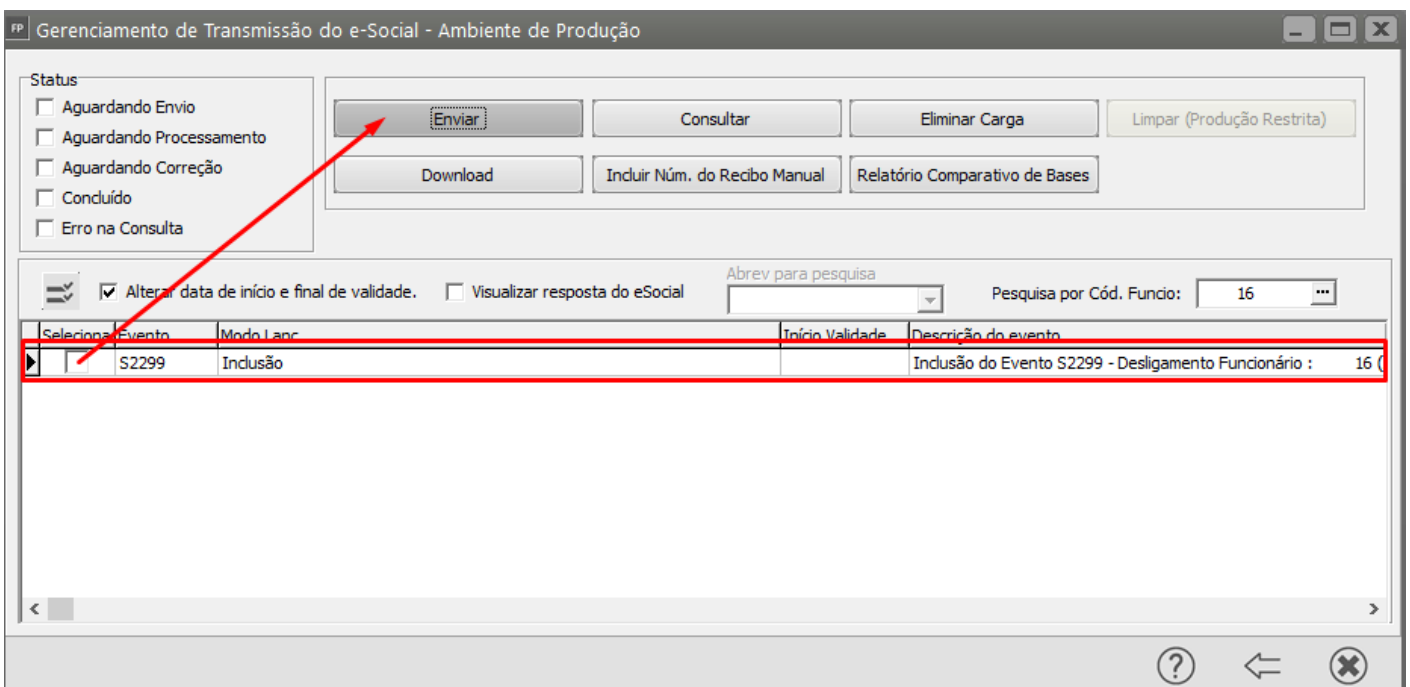 FP Gerenciamento de Transmissão do e-Social - Ambiente de Produção
Status
Aguardando Envio
Aguardando Processamento
Aguardando Correção
Concluído
Erro na Consulta
Enviar Consultar Eliminar Carga Limpar (Produção Restrita)
Download Incluir Núm. do Recibo Manual Relatório Comparativo de Bases
Abrev para pesquisa
Alterar data de início e final de validade. Visualizar resposta do eSocial Pesquisa por Cód. Funcio: 16 ...
Seleciona Evento Modo Lanc Início Validade Descrição do evento
S2299 Inclusão Inclusão do Evento S2299 - Desligamento Funcionário : 16 (